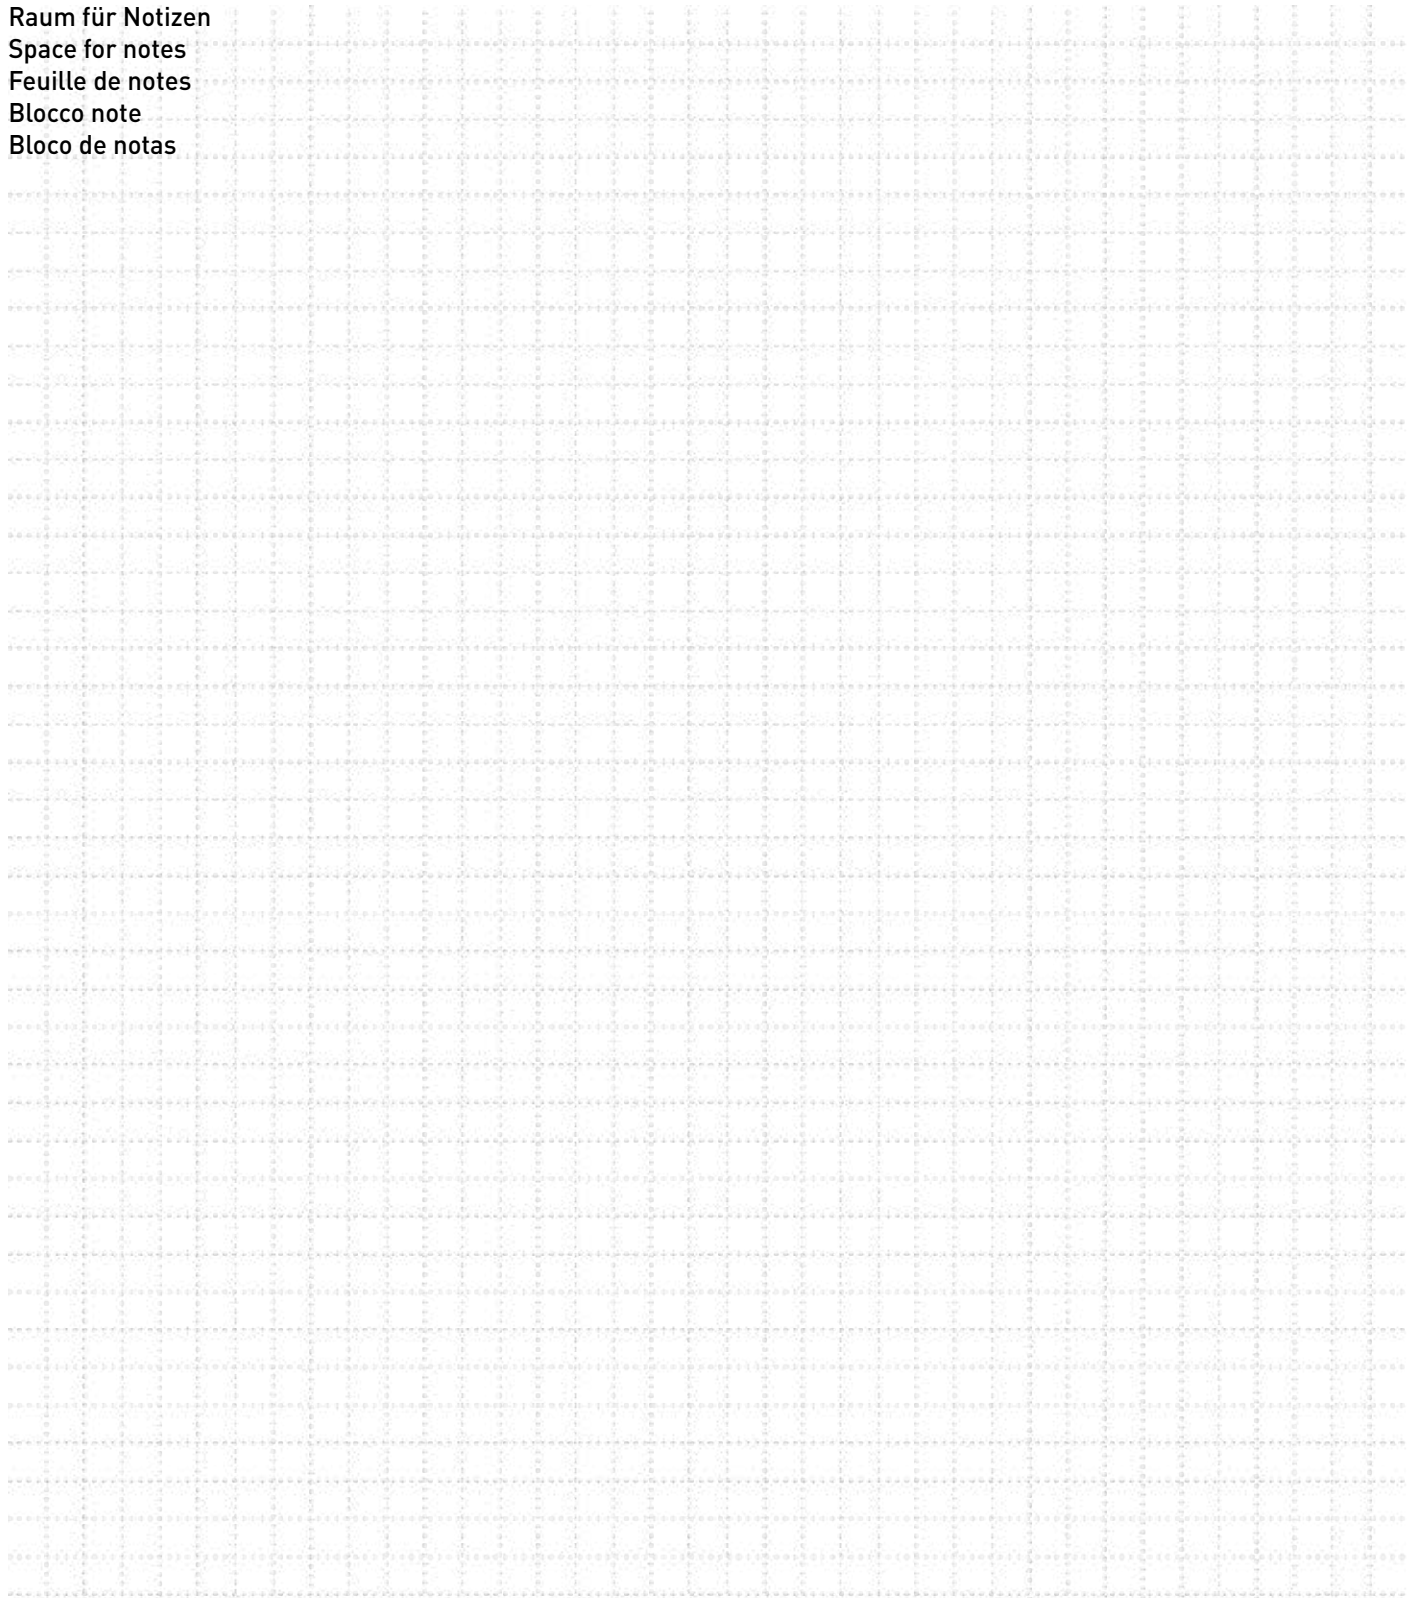 Raum für Notizen
Space for notes
Feuille de notes
Blocco note
Bloco de notas